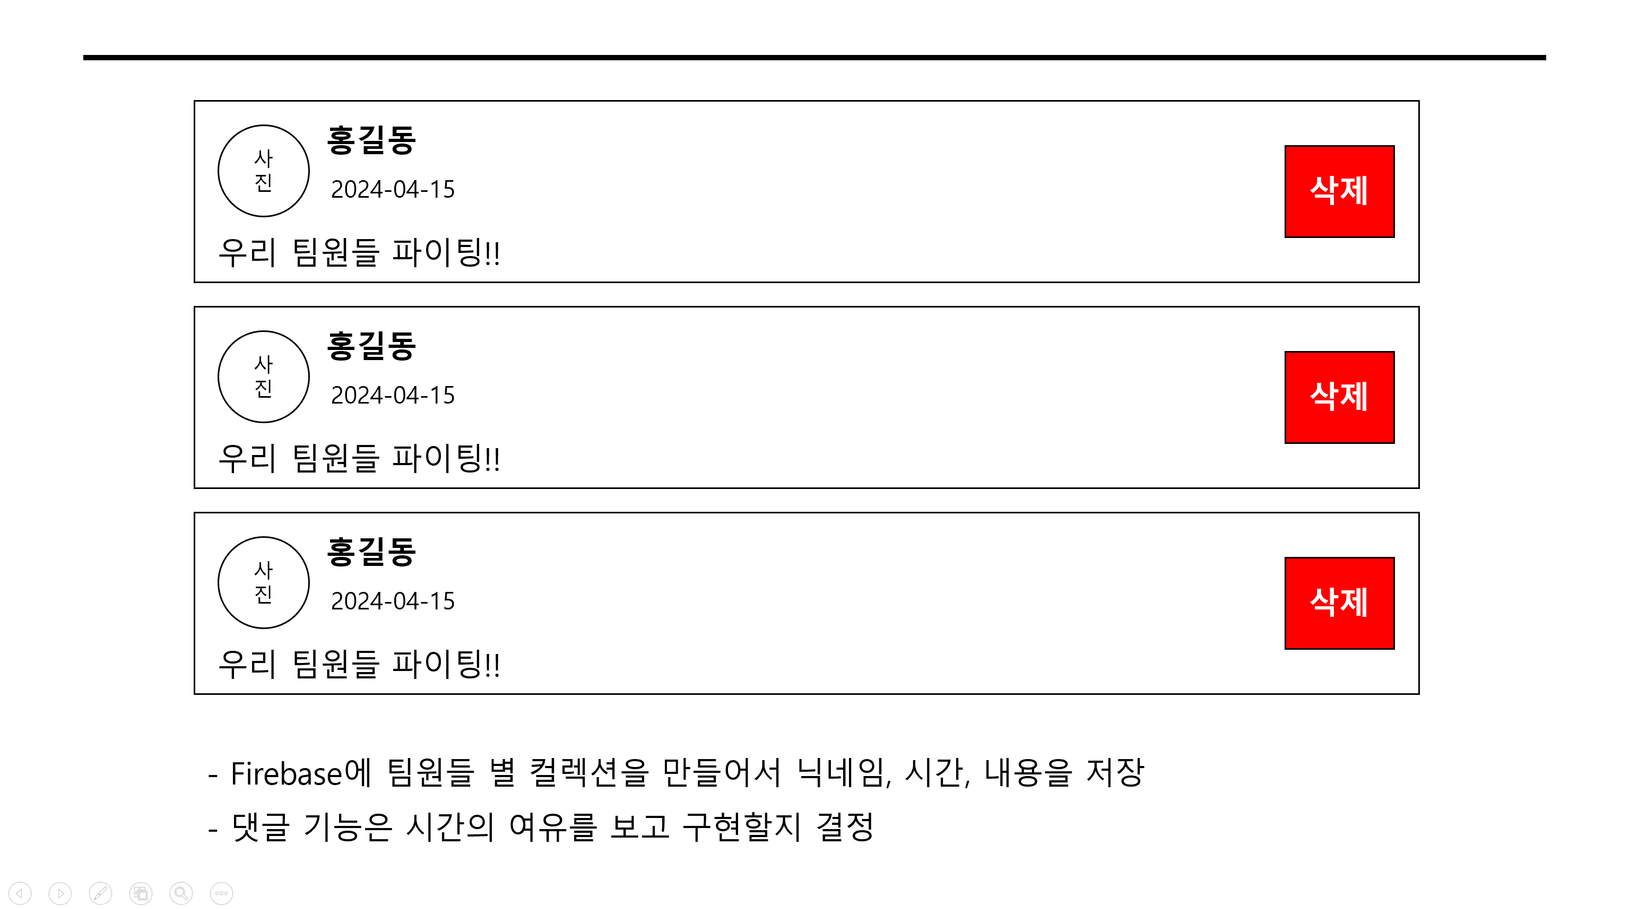 홍길동
사
진
2024-04-15
삭제
우리 팀원들 파이팅!!
홍길동
사
진
2024-04-15
삭제
우리 팀원들 파이팅!!
홍길동
사
진
2024-04-15
삭제
우리 팀원들 파이팅!!
- Firebase에 팀원들 별 컬렉션을 만들어서 닉네임, 시간, 내용을 저장
- 댓글 기능은 시간의 여유를 보고 구현할지 결정